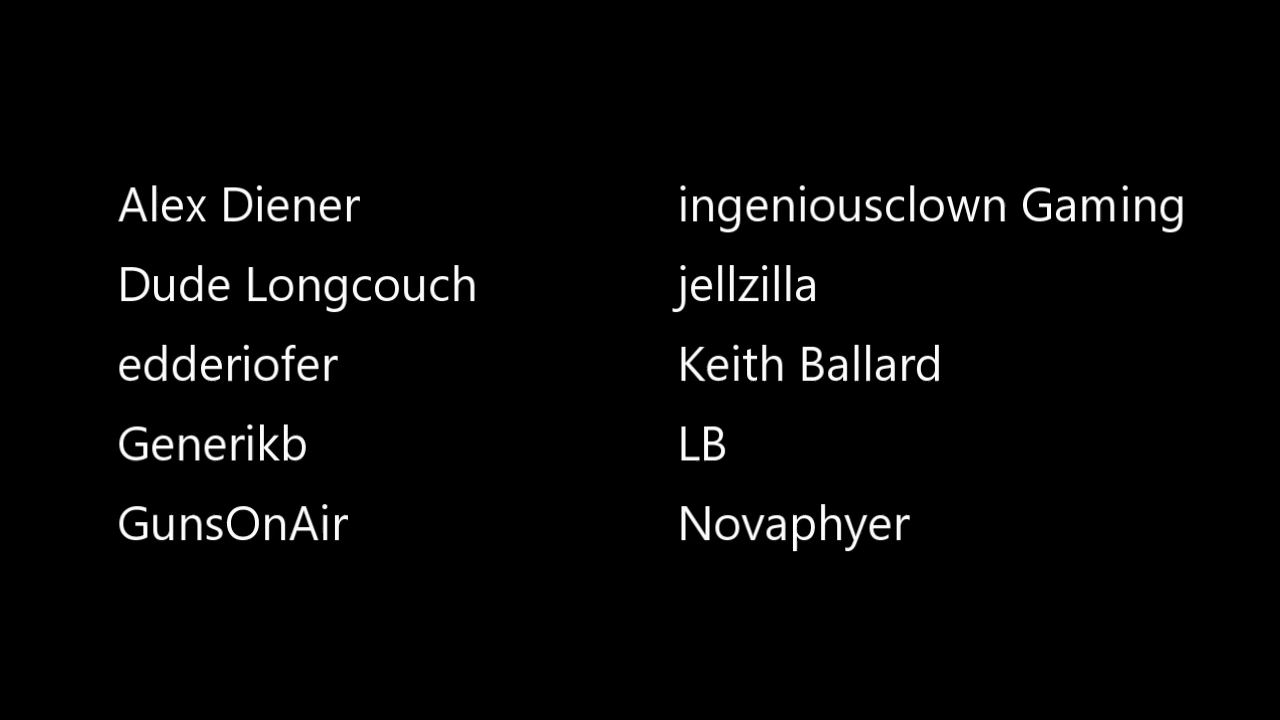 Alex Diener
Dude Longcouch
edderiofer
Generikb
GunsOnAir
ingeniousclown Gaming
jellzilla
Keith Ballard
LB
Novaphyer